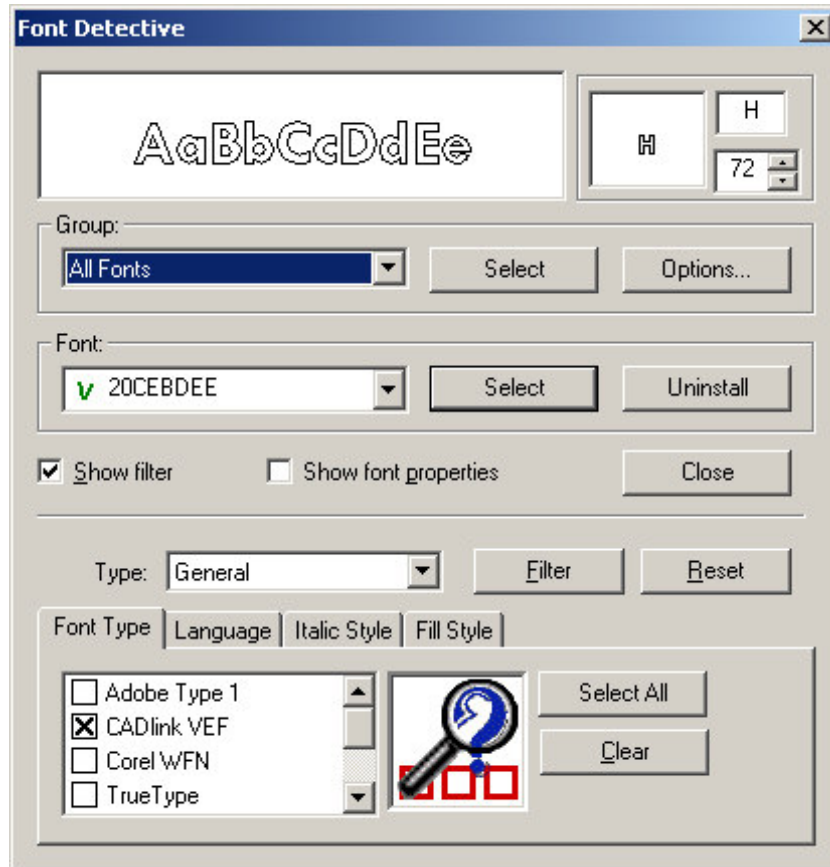 Font Detective
AaBbCcDdEe
H
H
72
Group:
All Fonts
Select
Options...
Font:
V 20CEBDEE
Select
Uninstall
Show filter
Show font properties
Close
Type:
General
Filter
Reset
Font Type
Language
Italic Style
Fill Style
Adobe Type 1
CADlink VEF
Corel WFN
TrueType
Select All
Clear